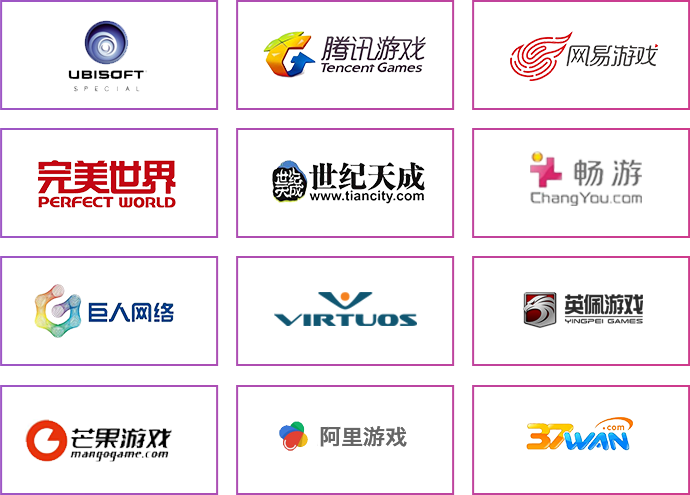 UBISOFT
SPECIAL
腾讯游戏
Tencent Games
网易游戏
完美世界
PERFECT WORLD
世纪
天成
世纪天成
www.tiancity.com
畅游
ChangYou.com
巨人网络
VIRTUOS
英佩游戏
YINGPEI GAMES
芒果游戏
mangogame.com
阿里游戏
37WAN
.com